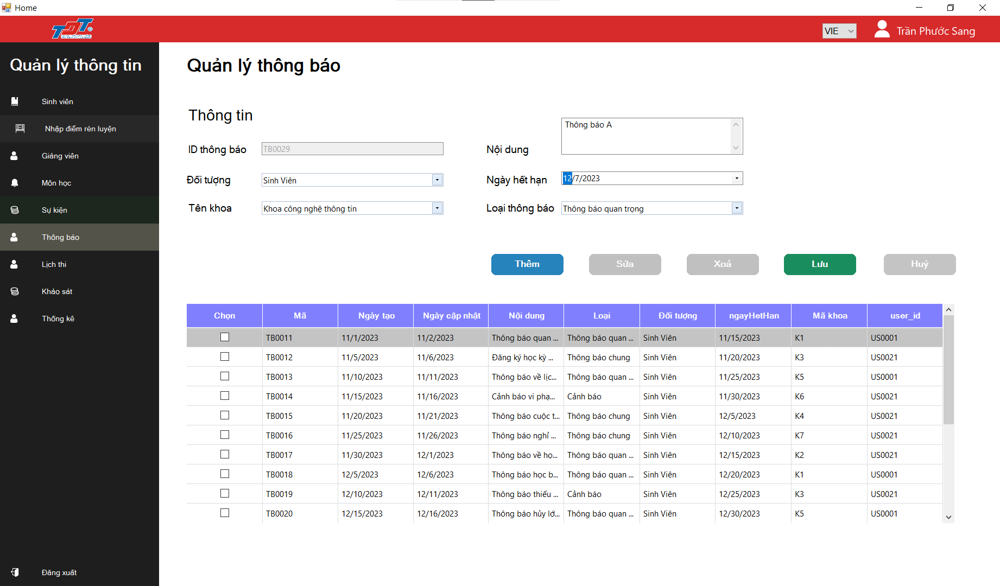 Home
VIE
Trần Phước Sang
Quản lý thông tin
Sinh viên
Nhập điểm rèn luyện
Giảng viên
Môn học
Sự kiện
Thông báo
Lịch thi
Khảo sát
Thống kê
Đăng xuất
Quản lý thông báo
Thông tin
ID thông báo TB0029
Đối tượng Sinh Viên
Tên khoa Khoa công nghệ thông tin
Nội dung Thông báo A
Ngày hết hạn 12/7/2023
Loại thông báo Thông báo quan trọng
Thêm Sửa Xoá Lưu Huỷ
Chọn Mã Ngày tạo Ngày cập nhật Nội dung Loại Đối tượng ngayHetHan Mã khoa user_id
TB0011 11/1/2023 11/2/2023 Thông báo quan ... Thông báo quan ... Sinh Viên 11/15/2023 K1 US0001
TB0012 11/5/2023 11/6/2023 Đăng ký học kỳ ... Thông báo chung Sinh Viên 11/20/2023 K3 US0021
TB0013 11/10/2023 11/11/2023 Thông báo về lịc... Thông báo quan ... Sinh Viên 11/25/2023 K5 US0001
TB0014 11/15/2023 11/16/2023 Cảnh báo vi phạ... Cảnh báo Sinh Viên 11/30/2023 K6 US0021
TB0015 11/20/2023 11/21/2023 Thông báo cuộc t... Thông báo chung Sinh Viên 12/5/2023 K4 US0021
TB0016 11/25/2023 11/26/2023 Thông báo nghỉ ... Thông báo chung Sinh Viên 12/10/2023 K7 US0021
TB0017 11/30/2023 12/1/2023 Thông báo về họ... Thông báo quan ... Sinh Viên 12/15/2023 K2 US0021
TB0018 12/5/2023 12/6/2023 Thông báo học b... Thông báo quan ... Sinh Viên 12/20/2023 K1 US0001
TB0019 12/10/2023 12/11/2023 Thông báo thiếu ... Cảnh báo Sinh Viên 12/25/2023 K3 US0021
TB0020 12/15/2023 12/16/2023 Thông báo hủy lớ... Thông báo quan ... Sinh Viên 12/30/2023 K5 US0001